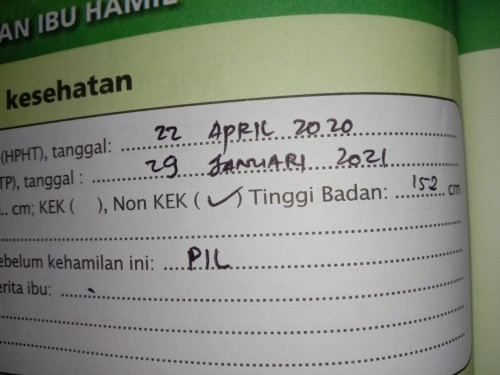 AN IBU HAMIL
kesehatan
(HPHT), tanggal: 22 APRIL 2020
TP), tanggal : 29 JANUARI 2021
.. cm; KEK ( ), Non KEK ( ✓ ) Tinggi Badan: 152 cm
ebelum kehamilan ini: PIL
erita ibu: -